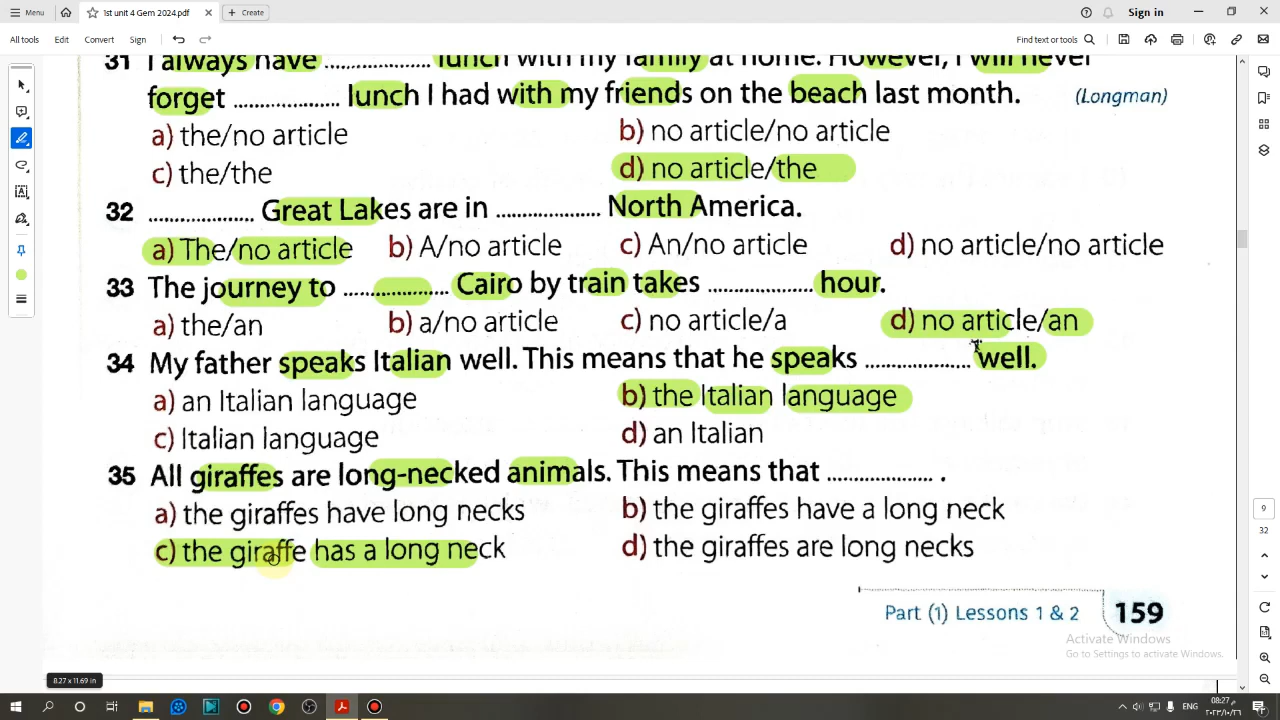 Menu
1st unit 4 Gem 2024.pdf
Create
Sign in
All tools
Edit
Convert
Sign
Find text or tools
31 I always have .................... lunch with my family at home. However, I will never
forget .................... lunch I had with my friends on the beach last month. (Longman)
a) the/no article b) no article/no article
c) the/the d) no article/the
32 .................... Great Lakes are in .................... North America.
a) The/no article b) A/no article c) An/no article d) no article/no article
33 The journey to .................... Cairo by train takes .................... hour.
a) the/an b) a/no article c) no article/a d) no article/an
34 My father speaks Italian well. This means that he speaks .................... well.
a) an Italian language b) the Italian language
c) Italian language d) an Italian
35 All giraffes are long-necked animals. This means that .................... .
a) the giraffes have long necks b) the giraffes have a long neck
c) the giraffe has a long neck d) the giraffes are long necks
Part (1) Lessons 1 & 2 159
Activate Windows
Go to Settings to activate Windows.
9
32
8.27 x 11.69 in
ENG
08:27 ص